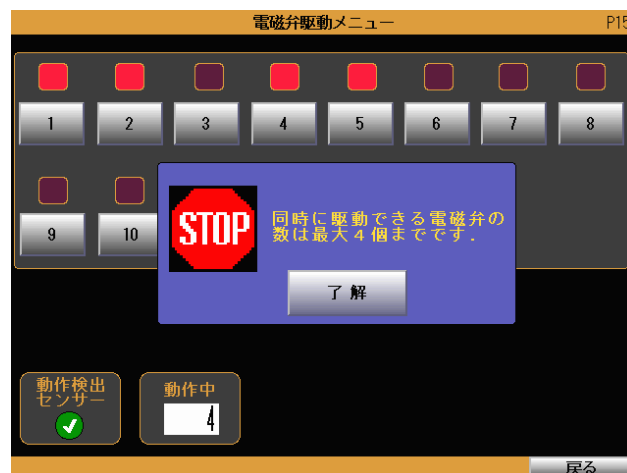 電磁弁駆動メニュー
P15
1 2 3 4 5 6 7 8
9 10
STOP
同時に駆動できる電磁弁の
数は最大4個までです.
了解
動作検出
センサー
動作中
4
戻る